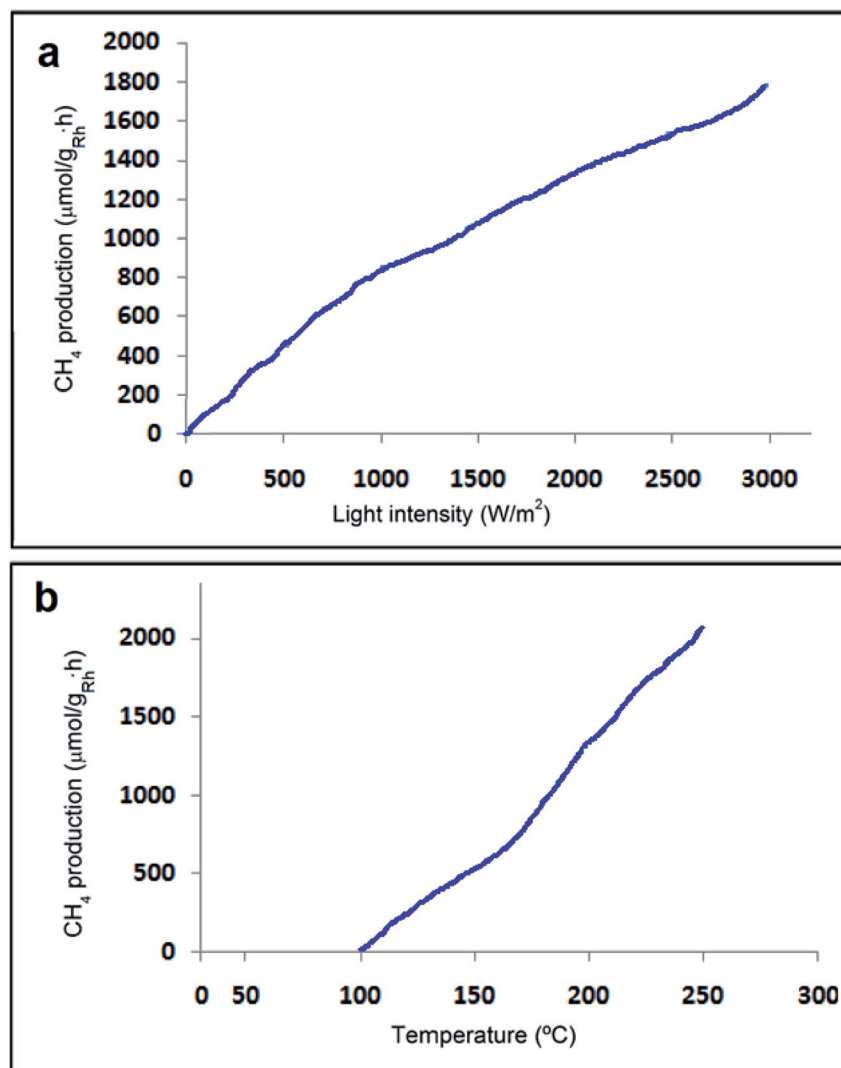 a
CH₄ production (μmol/gRh·h)
2000
1800
1600
1400
1200
1000
800
600
400
200
0
0 500 1000 1500 2000 2500 3000
Light intensity (W/m²)
b
CH₄ production (μmol/gRh·h)
2000
1500
1000
500
0
0 50 100 150 200 250 300
Temperature (ºC)